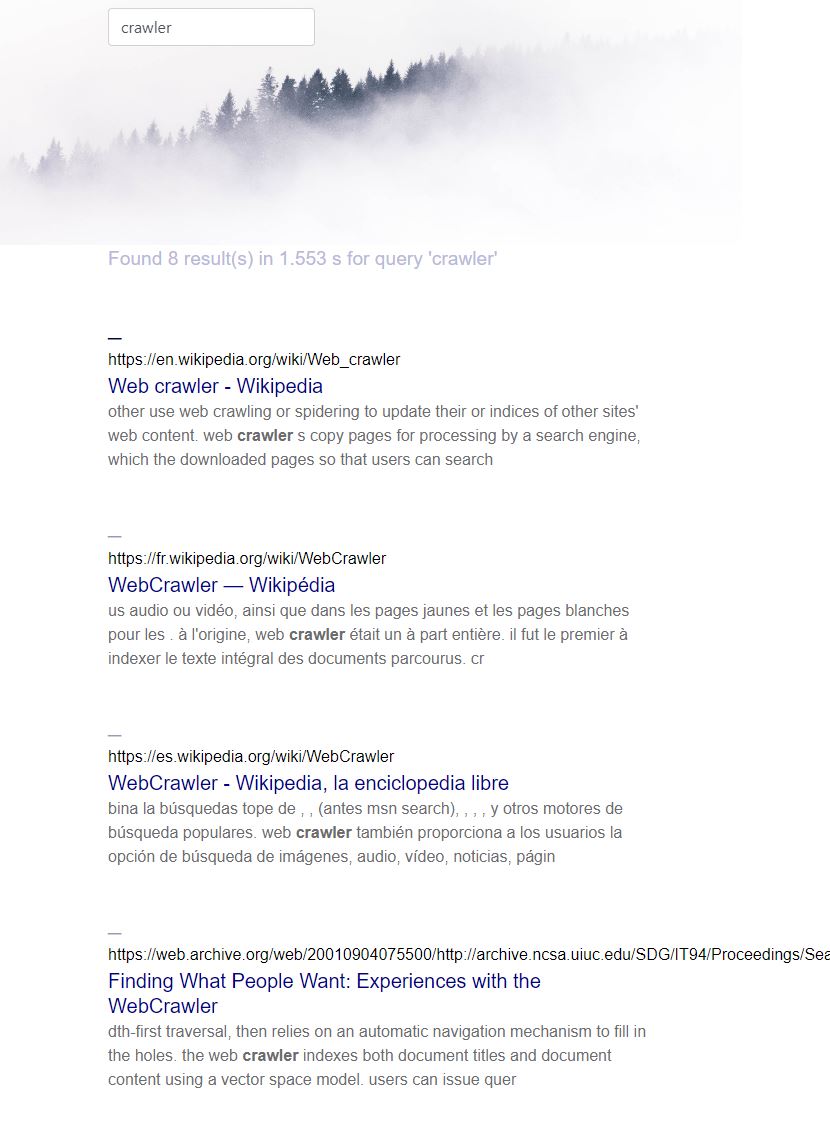 crawler
Found 8 result(s) in 1.553 s for query 'crawler'
—
https://en.wikipedia.org/wiki/Web_crawler
Web crawler - Wikipedia
other use web crawling or spidering to update their or indices of other sites'
web content. web crawler s copy pages for processing by a search engine,
which the downloaded pages so that users can search
—
https://fr.wikipedia.org/wiki/WebCrawler
WebCrawler — Wikipédia
us audio ou vidéo, ainsi que dans les pages jaunes et les pages blanches
pour les . à l'origine, web crawler était un à part entière. il fut le premier à
indexer le texte intégral des documents parcourus. cr
—
https://es.wikipedia.org/wiki/WebCrawler
WebCrawler - Wikipedia, la enciclopedia libre
bina la búsquedas tope de , , (antes msn search), , , , y otros motores de
búsqueda populares. web crawler también proporciona a los usuarios la
opción de búsqueda de imágenes, audio, vídeo, noticias, págin
—
https://web.archive.org/web/20010904075500/http://archive.ncsa.uiuc.edu/SDG/IT94/Proceedings/Sea
Finding What People Want: Experiences with the
WebCrawler
dth-first traversal, then relies on an automatic navigation mechanism to fill in
the holes. the web crawler indexes both document titles and document
content using a vector space model. users can issue quer